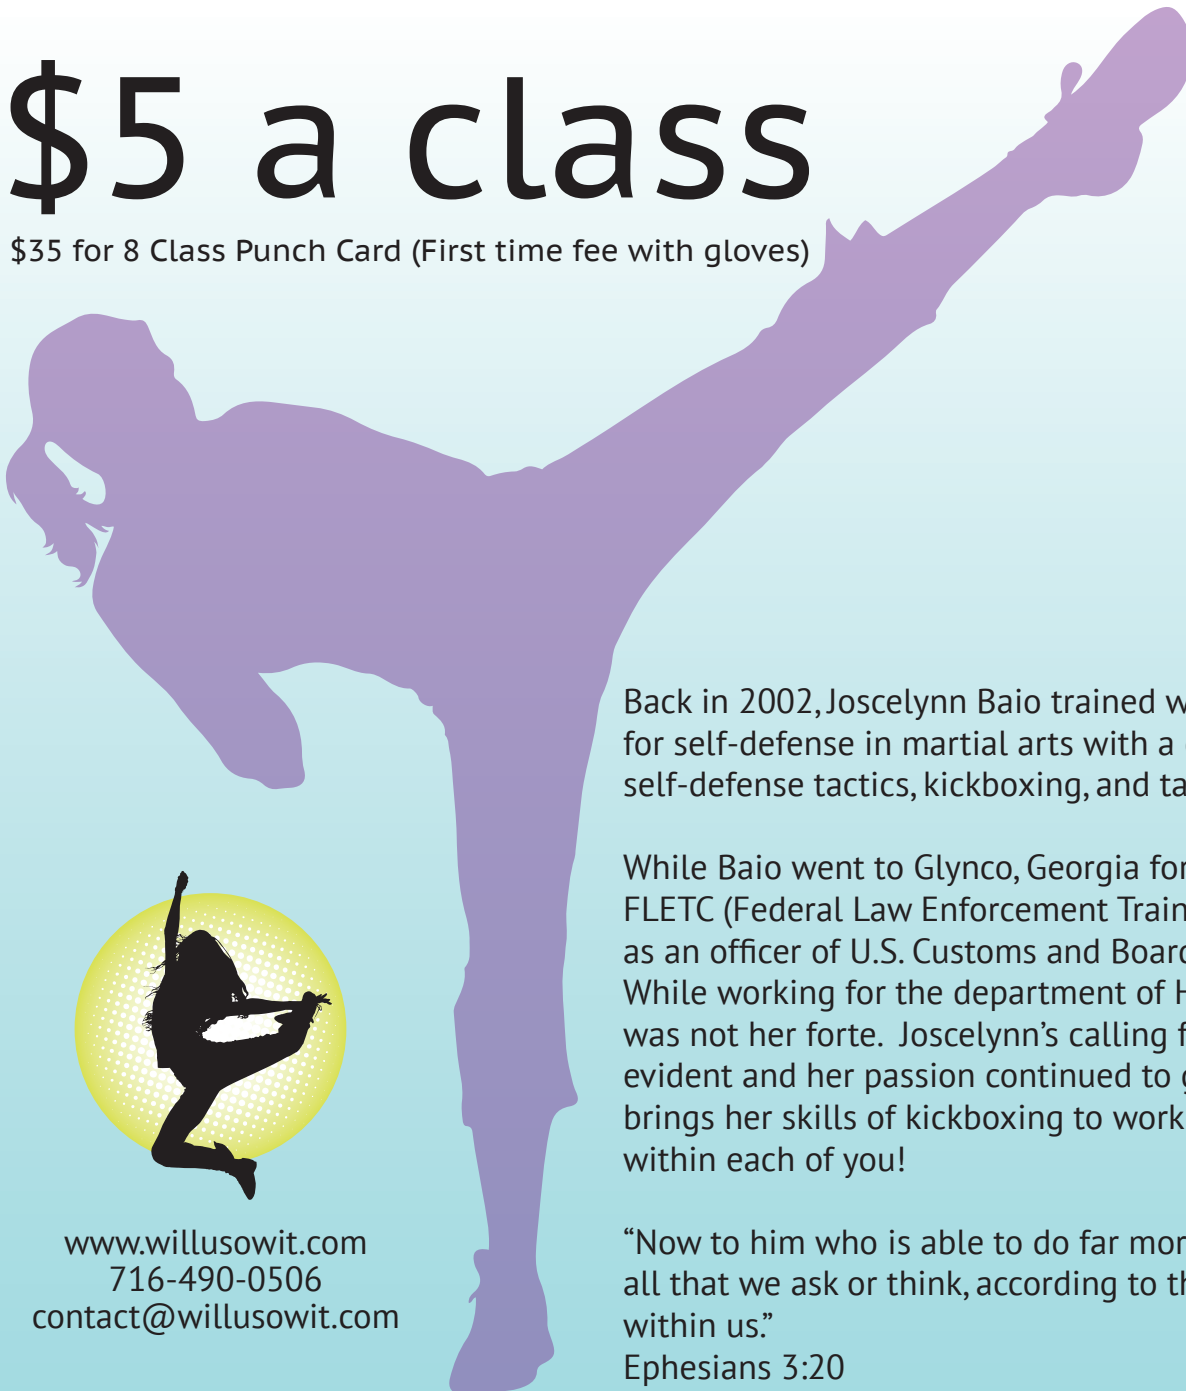 $5 a class
$35 for 8 Class Punch Card (First time fee with gloves)
Back in 2002, Joscelynn Baio trained
for self-defense in martial arts with a
self-defense tactics, kickboxing, and
While Baio went to Glynco, Georgia for
FLETC (Federal Law Enforcement
as an officer of U.S. Customs and
While working for the department of
was not her forte.  Joscelynn’s calling
evident and her passion continued to
brings her skills of kickboxing to work
within each of you!
“Now to him who is able to do far
all that we ask or think, according to
within us.”
Ephesians 3:20
www.willusowit.com
716-490-0506
contact@willusowit.com